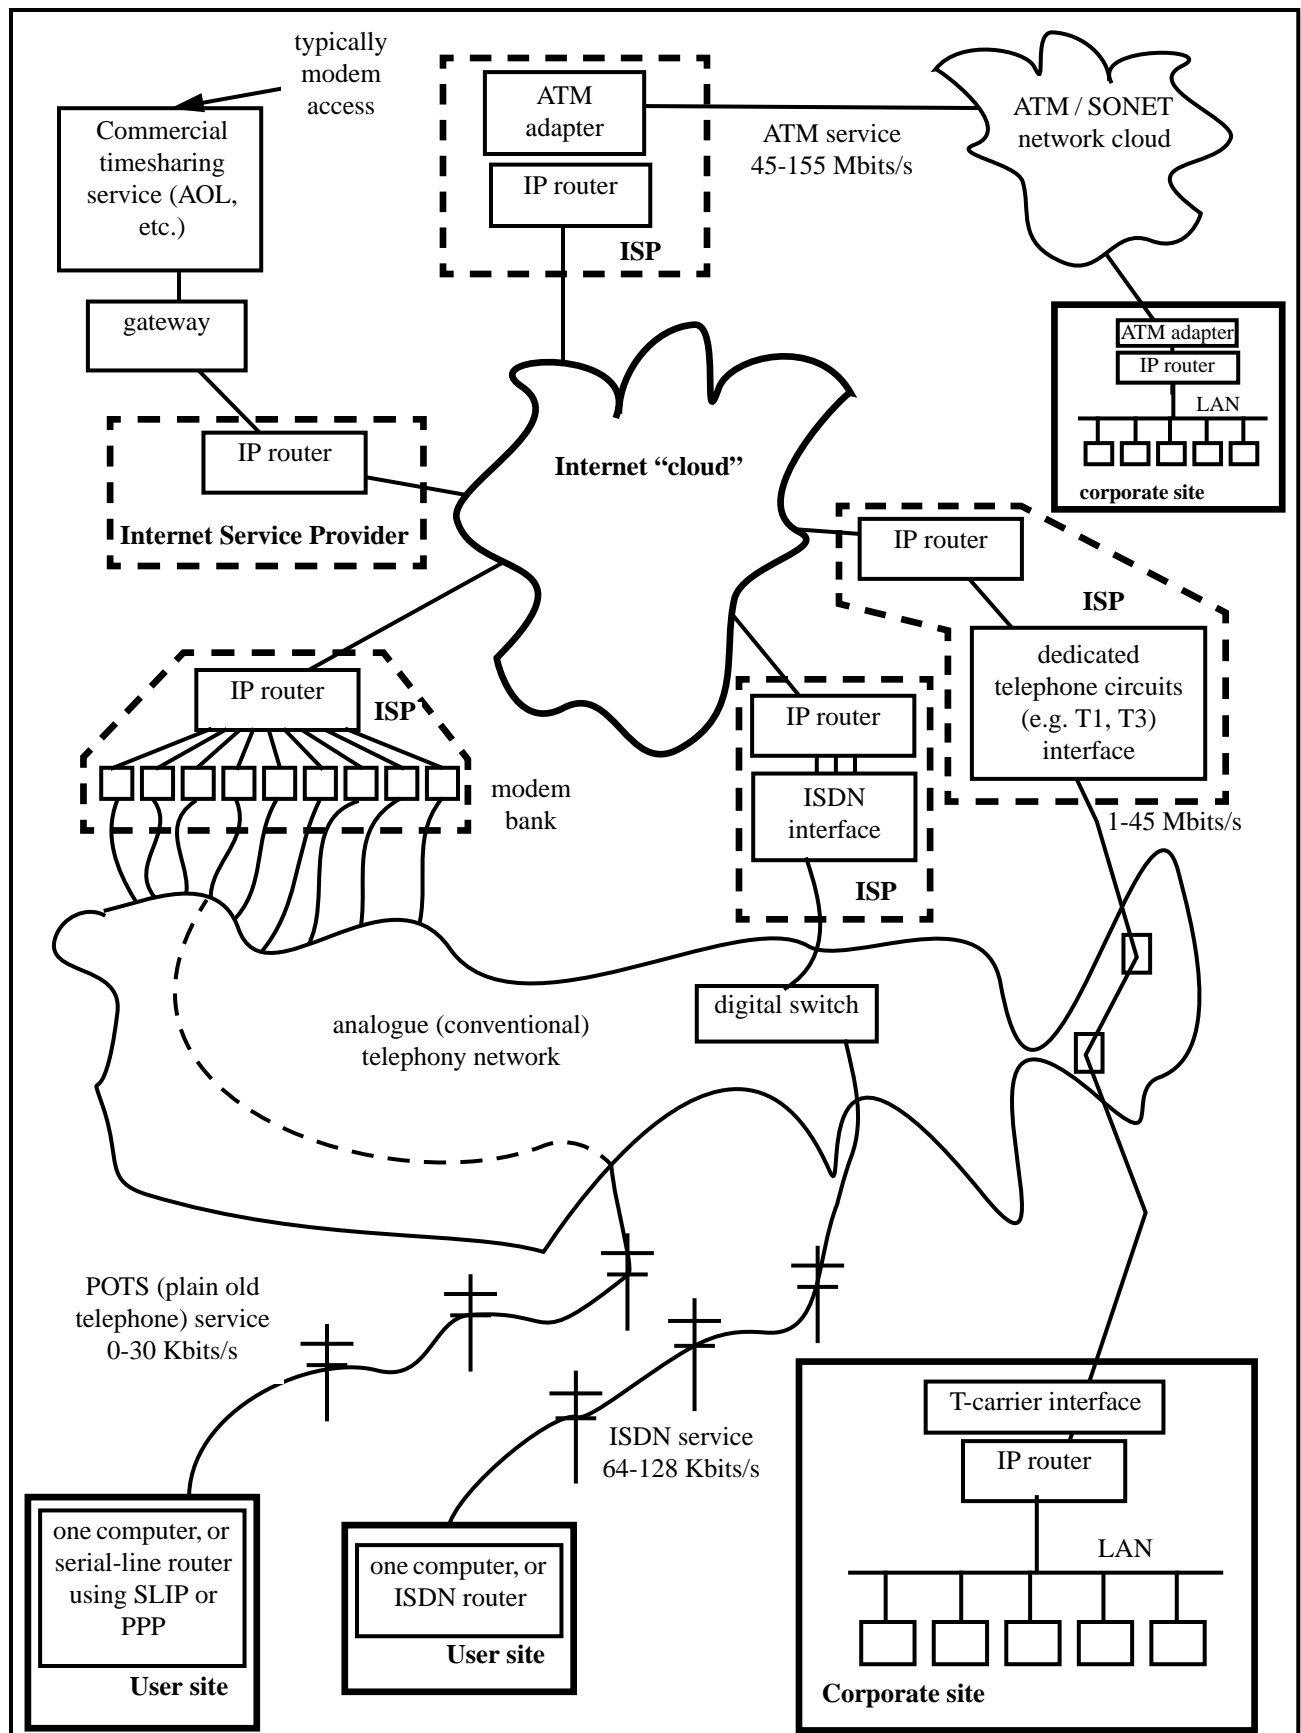 typically
modem
access
Commercial
timesharing
service (AOL,
etc.)
gateway
IP router
Internet Service Provider
ATM
adapter
IP router
ISP
ATM service
45-155 Mbits/s
ATM / SONET
network cloud
ATM adapter
IP router
LAN
corporate site
Internet “cloud”
IP router
ISP
dedicated
telephone circuits
(e.g. T1, T3)
interface
1-45 Mbits/s
IP router
ISP
modem
bank
IP router
ISDN
interface
ISP
digital switch
analogue (conventional)
telephony network
POTS (plain old
telephone) service
0-30 Kbits/s
ISDN service
64-128 Kbits/s
one computer, or
serial-line router
using SLIP or
PPP
User site
one computer, or
ISDN router
User site
T-carrier interface
IP router
LAN
Corporate site